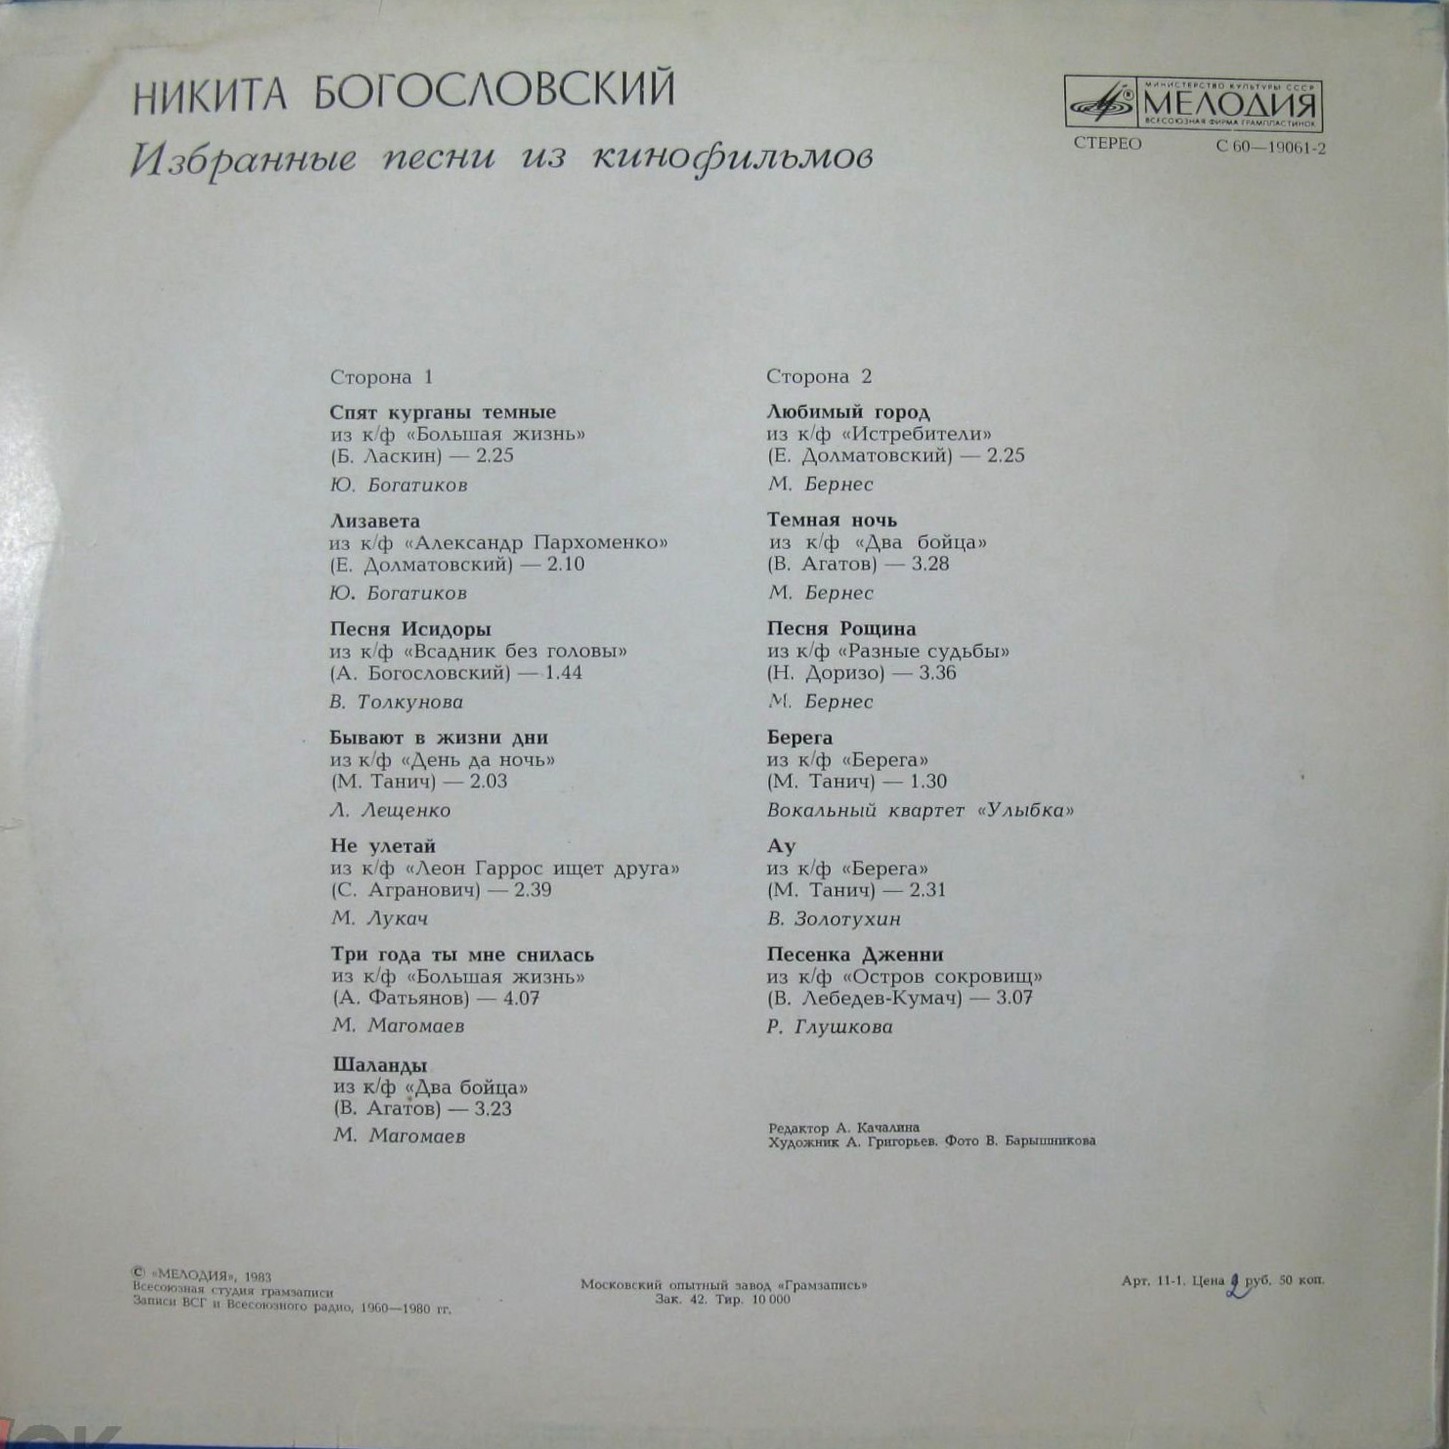 НИКИТА БОГОСЛОВСКИЙ
Избранные песни из кинофильмов
МИНИСТЕРСТВО КУЛЬТУРЫ СССР
МЕЛОДИЯ
ВСЕСОЮЗНАЯ ФИРМА ГРАМПЛАСТИНОК
СТЕРЕО С 60—19061-2
Сторона 1
Спят курганы темные
из к/ф «Большая жизнь»
(Б. Ласкин) — 2.25
Ю. Богатиков
Лизавета
из к/ф «Александр Пархоменко»
(Е. Долматовский) — 2.10
Ю. Богатиков
Песня Исидоры
из к/ф «Всадник без головы»
(А. Богословский) — 1.44
В. Толкунова
Бывают в жизни дни
из к/ф «День да ночь»
(М. Танич) — 2.03
Л. Лещенко
Не улетай
из к/ф «Леон Гаррос ищет друга»
(С. Агранович) — 2.39
М. Лукач
Три года ты мне снилась
из к/ф «Большая жизнь»
(А. Фатьянов) — 4.07
М. Магомаев
Шаланды
из к/ф «Два бойца»
(В. Агатов) — 3.23
М. Магомаев
Сторона 2
Любимый город
из к/ф «Истребители»
(Е. Долматовский) — 2.25
М. Бернес
Темная ночь
из к/ф «Два бойца»
(В. Агатов) — 3.28
М. Бернес
Песня Рощина
из к/ф «Разные судьбы»
(Н. Доризо) — 3.36
М. Бернес
Берега
из к/ф «Берега»
(М. Танич) — 1.30
Вокальный квартет «Улыбка»
Ау
из к/ф «Берега»
(М. Танич) — 2.31
В. Золотухин
Песенка Дженни
из к/ф «Остров сокровищ»
(В. Лебедев-Кумач) — 3.07
Р. Глушкова
Редактор А. Качалина
Художник А. Григорьев. Фото В. Барышникова
© «МЕЛОДИЯ», 1983
Всесоюзная студия грамзаписи
Записи ВСГ и Всесоюзного радио, 1960—1980 гг.
Московский опытный завод «Грамзапись»
Зак. 42. Тир. 10 000
Арт. 11-1. Цена 2 руб. 50 коп.